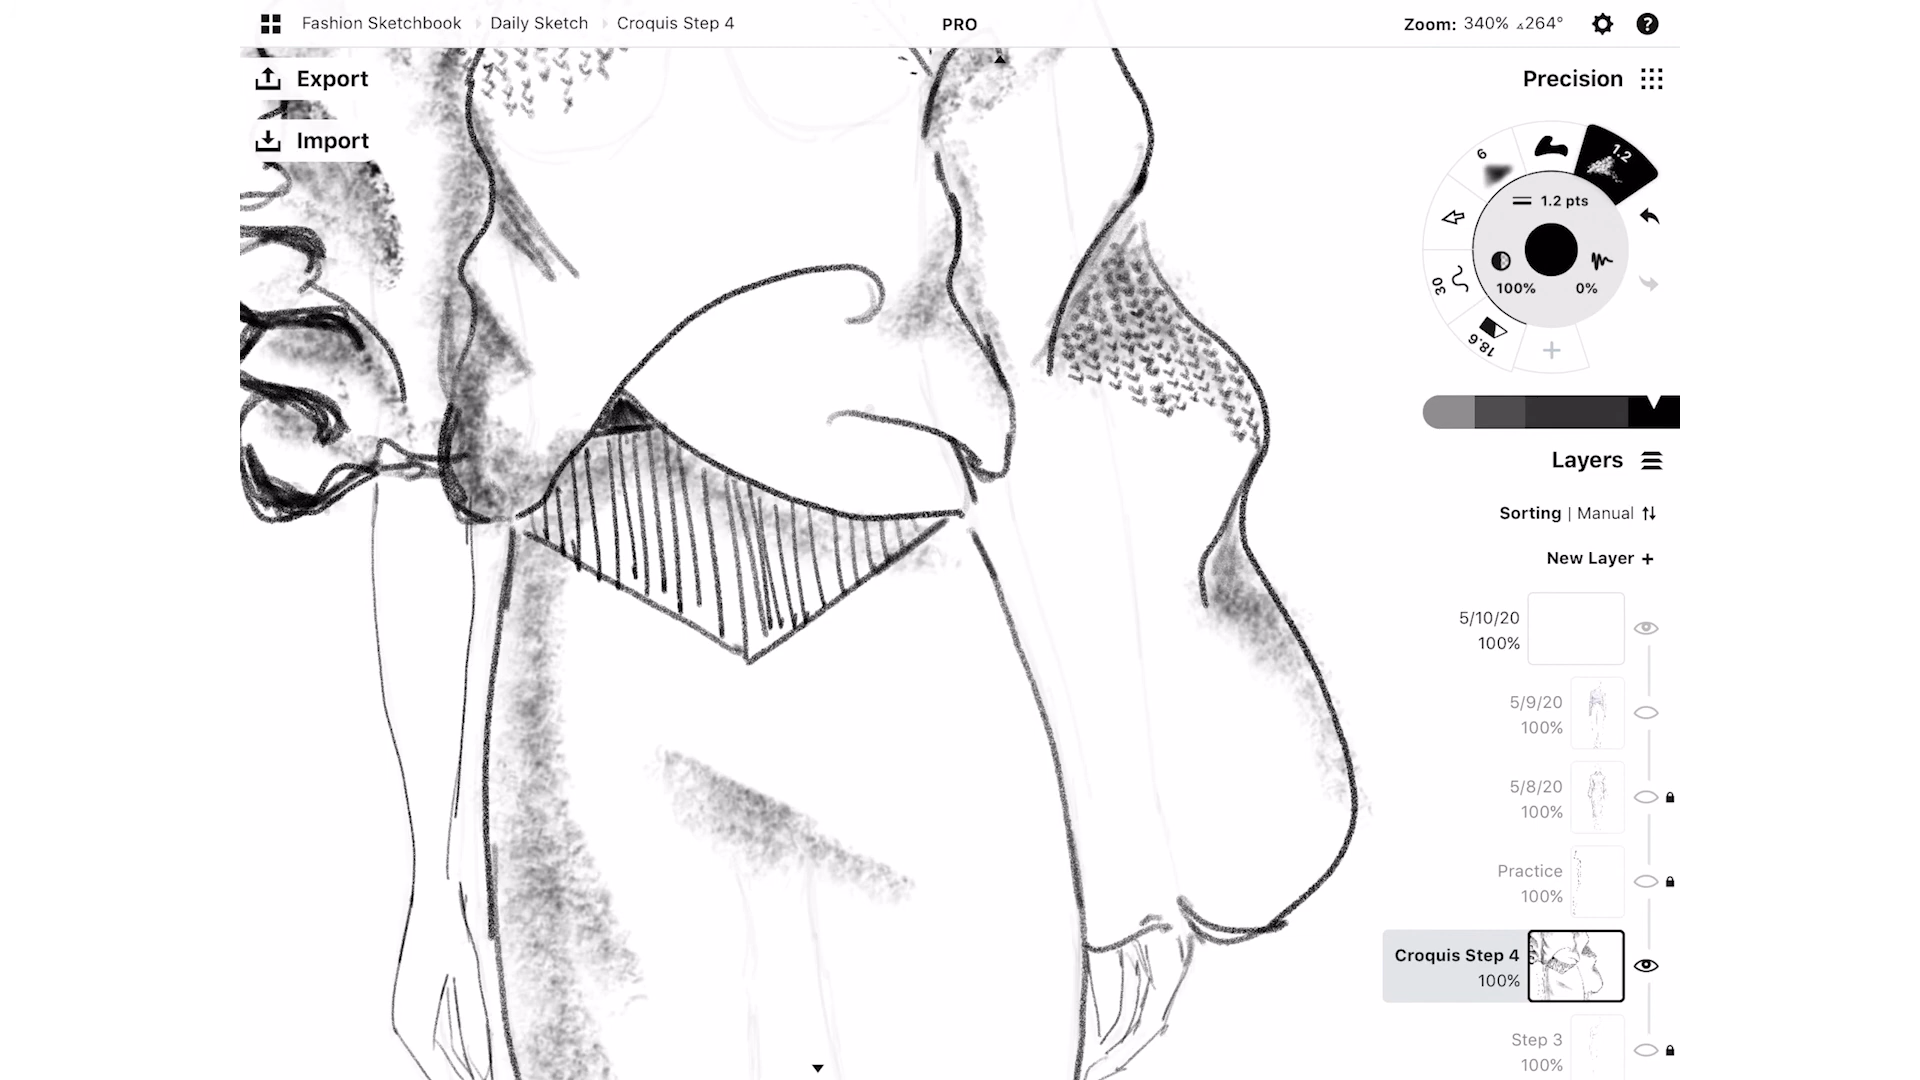 Fashion Sketchbook Daily Sketch Croquis Step 4
PRO
Zoom: 340% 264°
Export
Import
Precision
6
1.2
1.2 pts
100%
0%
30
18.6
Layers
Sorting | Manual
New Layer +
5/10/20
100%
5/9/20
100%
5/8/20
100%
Practice
100%
Croquis Step 4
100%
Step 3
100%